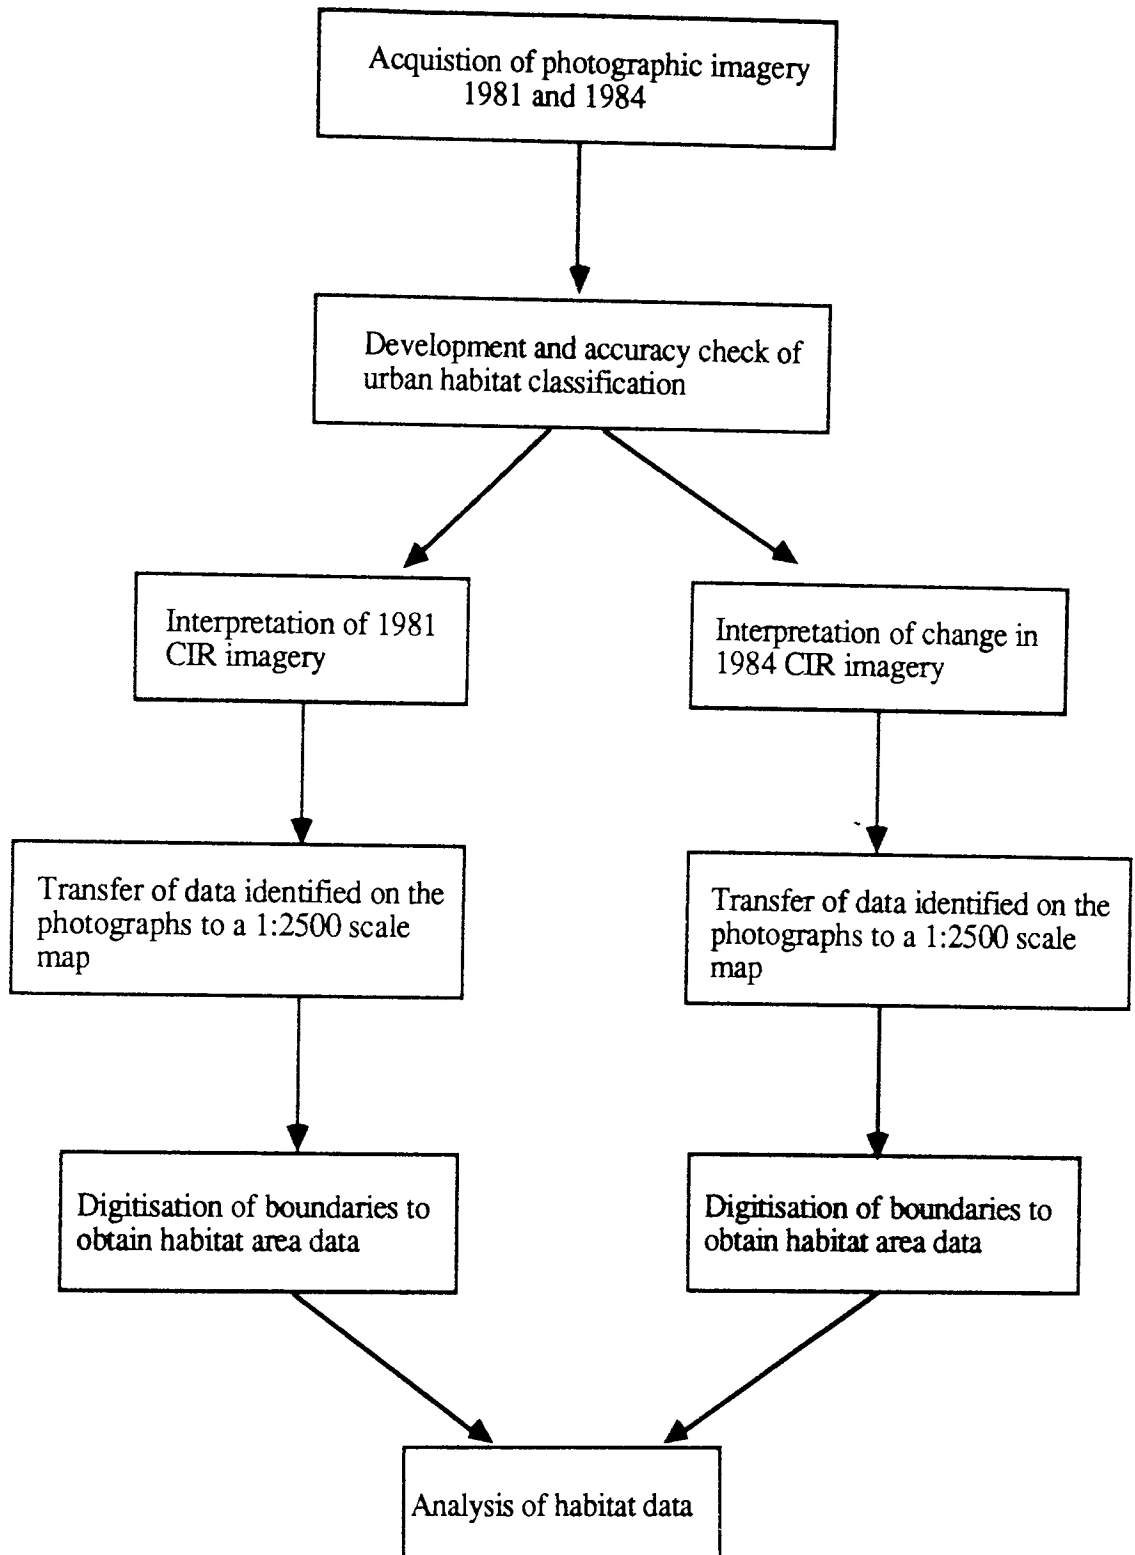 Acquistion of photographic imagery
1981 and 1984
Development and accuracy check of
urban habitat classification
Interpretation of 1981
CIR imagery
Interpretation of change in
1984 CIR imagery
Transfer of data identified on the
photographs to a 1:2500 scale
map
Transfer of data identified on the
photographs to a 1:2500 scale
map
Digitisation of boundaries to
obtain habitat area data
Digitisation of boundaries to
obtain habitat area data
Analysis of habitat data